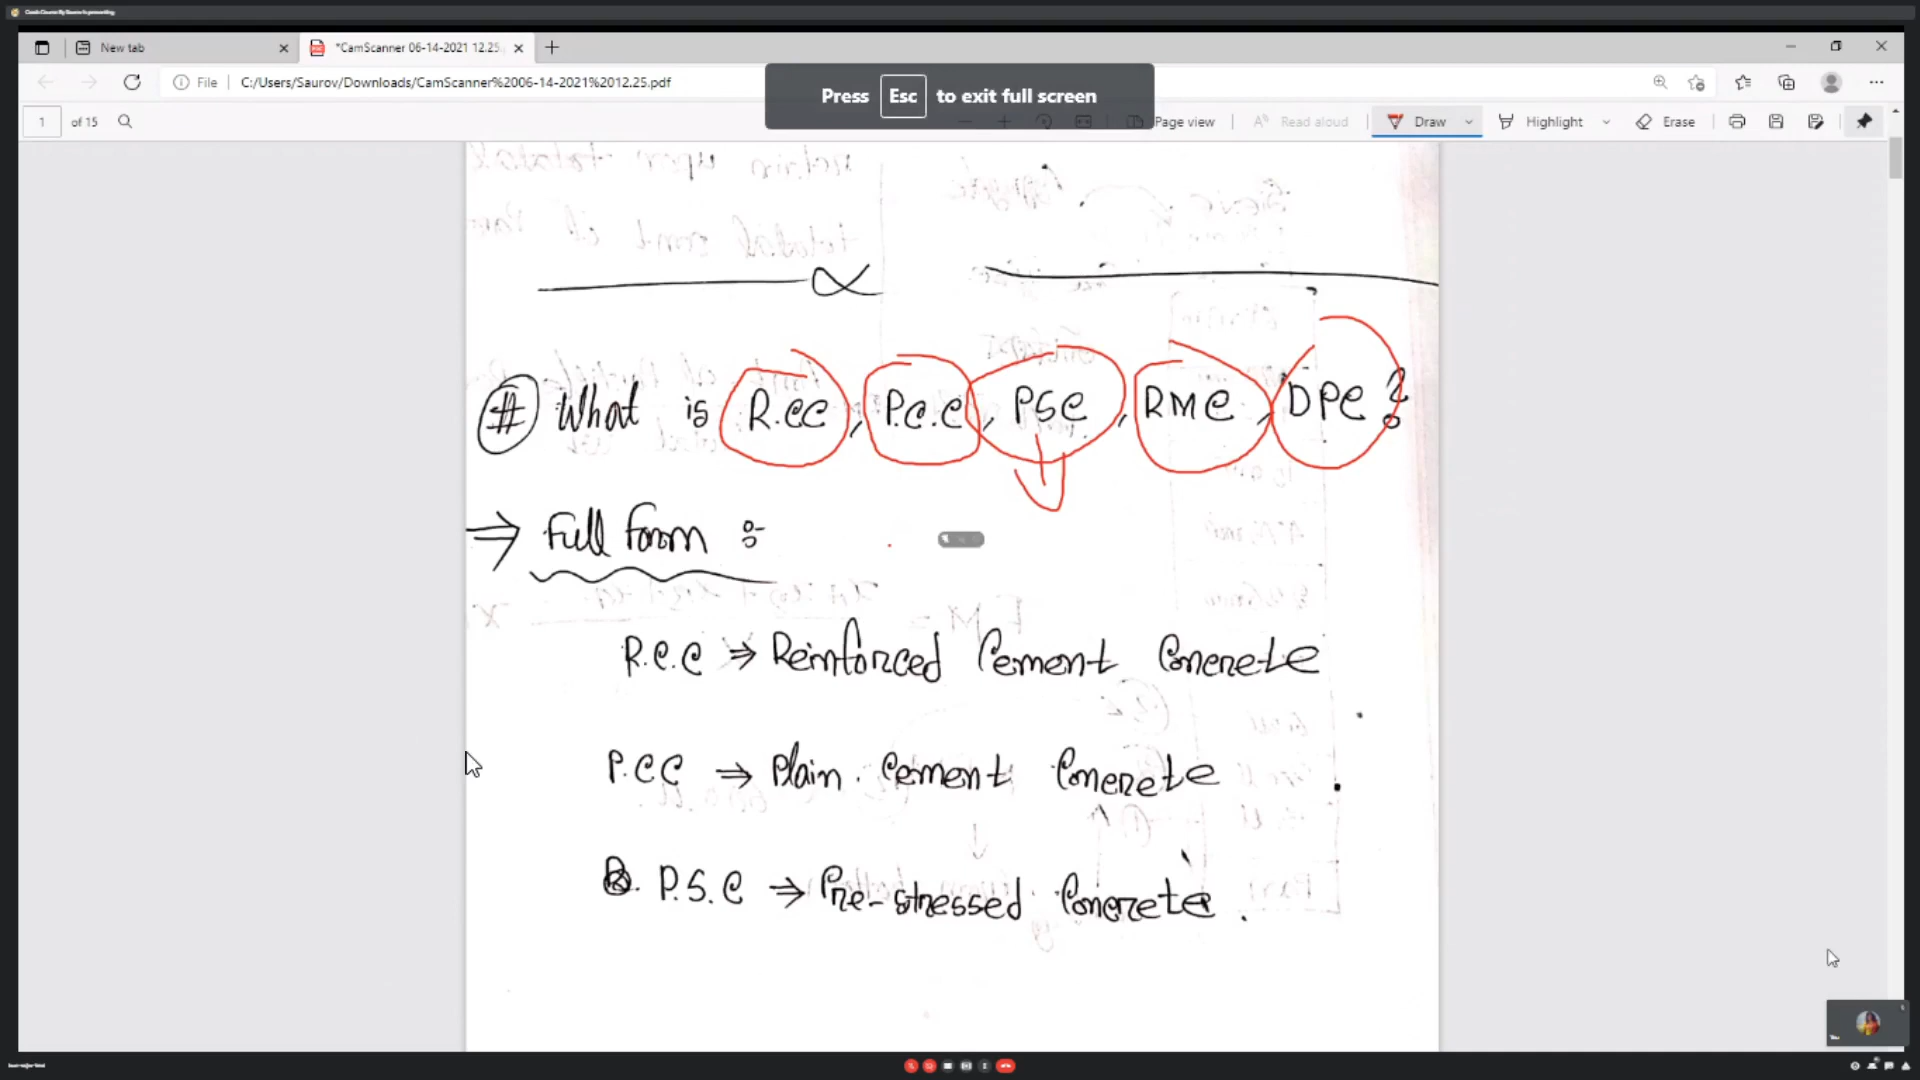 New tab
*CamScanner 06-14-2021 12.25.
File
C:/Users/Saurov/Downloads/CamScanner%2006-14-2021%2012.25.pdf
Press Esc to exit full screen
1 of 15
Page view
Read aloud
Draw
Highlight
Erase
# What is R.CC, P.C.C, PSC, RMC, DPC?
⇒ Full form :-
R.C.C ⇒ Reinforced Cement Concrete
P.CC ⇒ Plain Cement Concrete.
P.S.C ⇒ Pre-stressed Concrete.